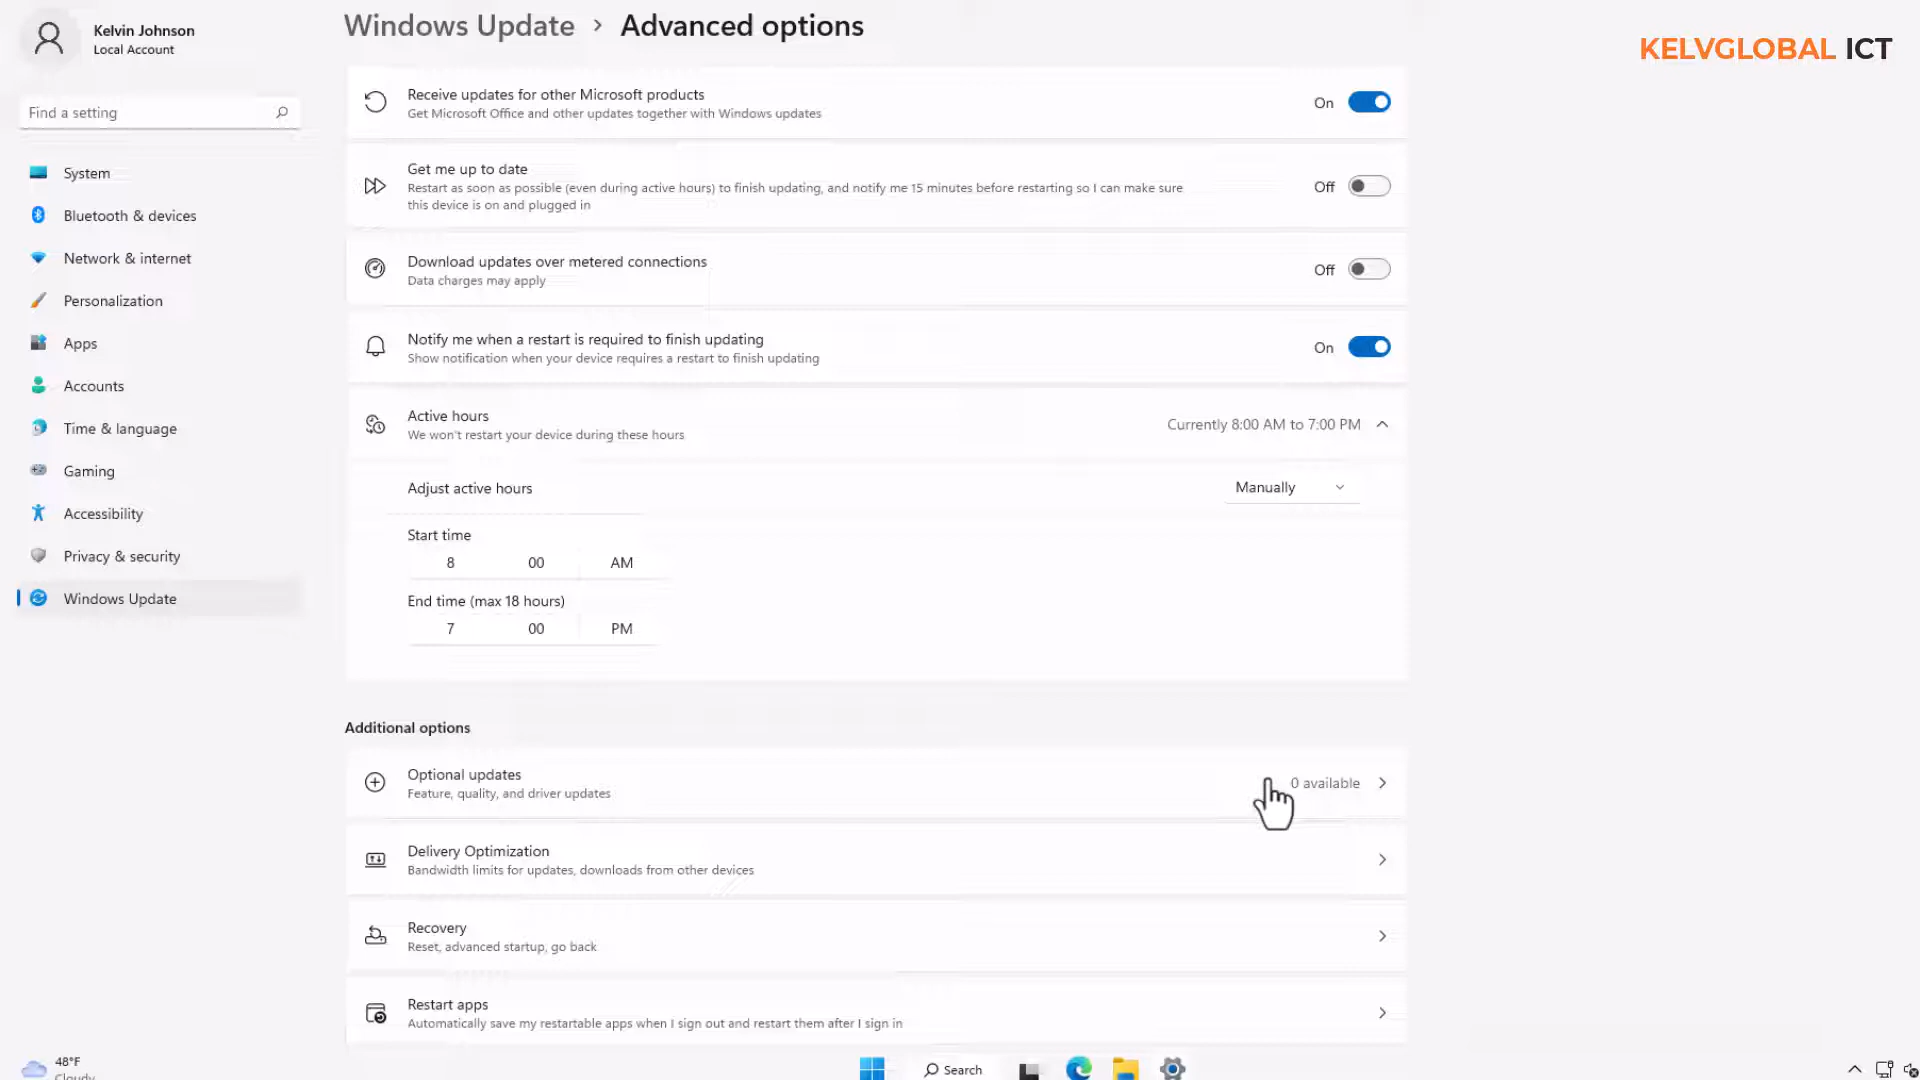 Kelvin Johnson
Local Account
Find a setting
System
Bluetooth & devices
Network & internet
Personalization
Apps
Accounts
Time & language
Gaming
Accessibility
Privacy & security
Windows Update
Windows Update > Advanced options
KELVGLOBAL ICT
Receive updates for other Microsoft products
Get Microsoft Office and other updates together with Windows updates
On
Get me up to date
Restart as soon as possible (even during active hours) to finish updating, and notify me 15 minutes before restarting so I can make sure
this device is on and plugged in
Off
Download updates over metered connections
Data charges may apply
Off
Notify me when a restart is required to finish updating
Show notification when your device requires a restart to finish updating
On
Active hours
We won't restart your device during these hours
Currently 8:00 AM to 7:00 PM
Adjust active hours
Manually
Start time
8 00 AM
End time (max 18 hours)
7 00 PM
Additional options
Optional updates
Feature, quality, and driver updates
0 available
Delivery Optimization
Bandwidth limits for updates, downloads from other devices
Recovery
Reset, advanced startup, go back
Restart apps
Automatically save my restartable apps when I sign out and restart them after I sign in
48°F
Cloudy
Search